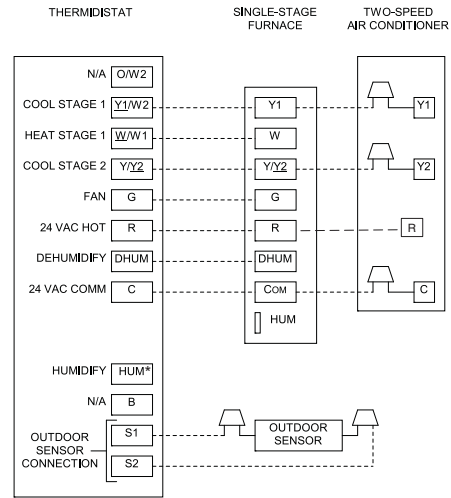 THERMIDISTAT
SINGLE-STAGE
FURNACE
TWO-SPEED
AIR CONDITIONER
N/A O/W2
COOL STAGE 1 Y1/W2 Y1 Y1
HEAT STAGE 1 W/W1 W
COOL STAGE 2 Y/Y2 Y/Y2 Y2
FAN G G
24 VAC HOT R R R
DEHUMIDIFY DHUM DHUM
24 VAC COMM C COM C
HUM
HUMIDIFY HUM*
N/A B
OUTDOOR
SENSOR
CONNECTION
S1
S2
OUTDOOR
SENSOR